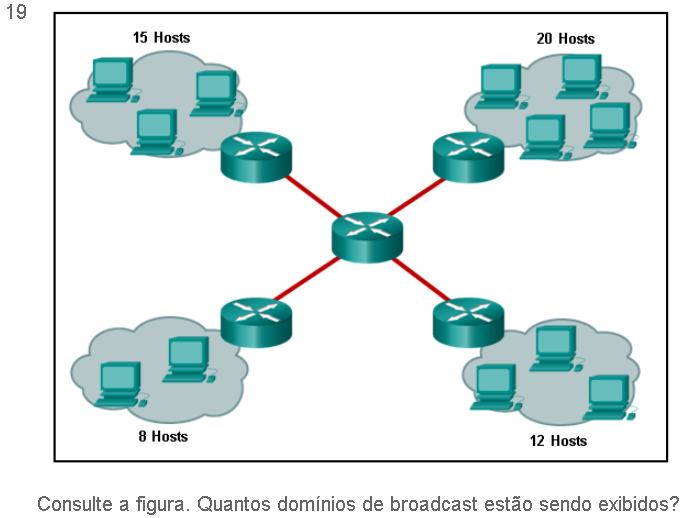 19
15 Hosts
20 Hosts
8 Hosts
12 Hosts
Consulte a figura. Quantos domínios de broadcast estão sendo exibidos?